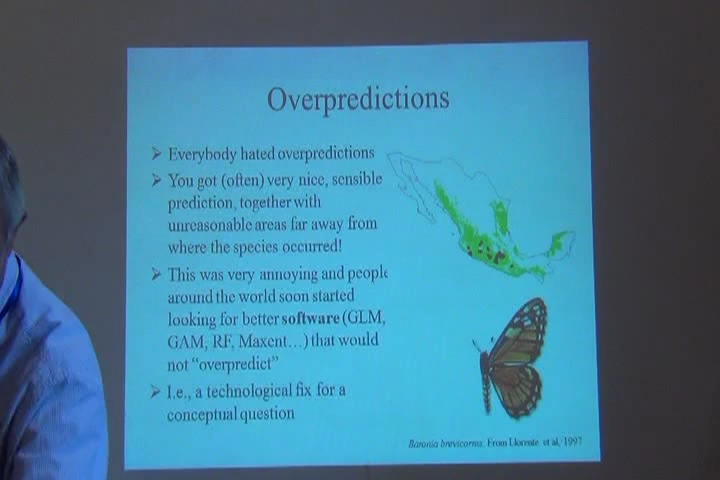 Overpredictions
➢ Everybody hated overpredictions
➢ You got (often) very nice, sensible
prediction, together with
unreasonable areas far away from
where the species occurred!
➢ This was very annoying and people
around the world soon started
looking for better software (GLM,
GAM, RF, Maxent…) that would
not “overpredict”
➢ I.e., a technological fix for a
conceptual question
Baronia brevicornis. From Llorente et al, 1997